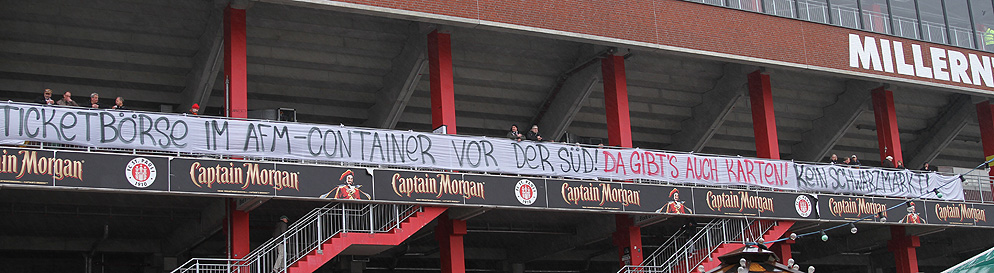 MILLERN
TICKETBÖRSE IM AFM-CONTAINER VOR DER SÜD! DA GIBT'S AUCH KARTEN! KEIN SCHWARZMARKT!
Captain Morgan Captain Morgan Captain Morgan Captain Morgan Captain Morgan Captain Morgan Captain Morgan